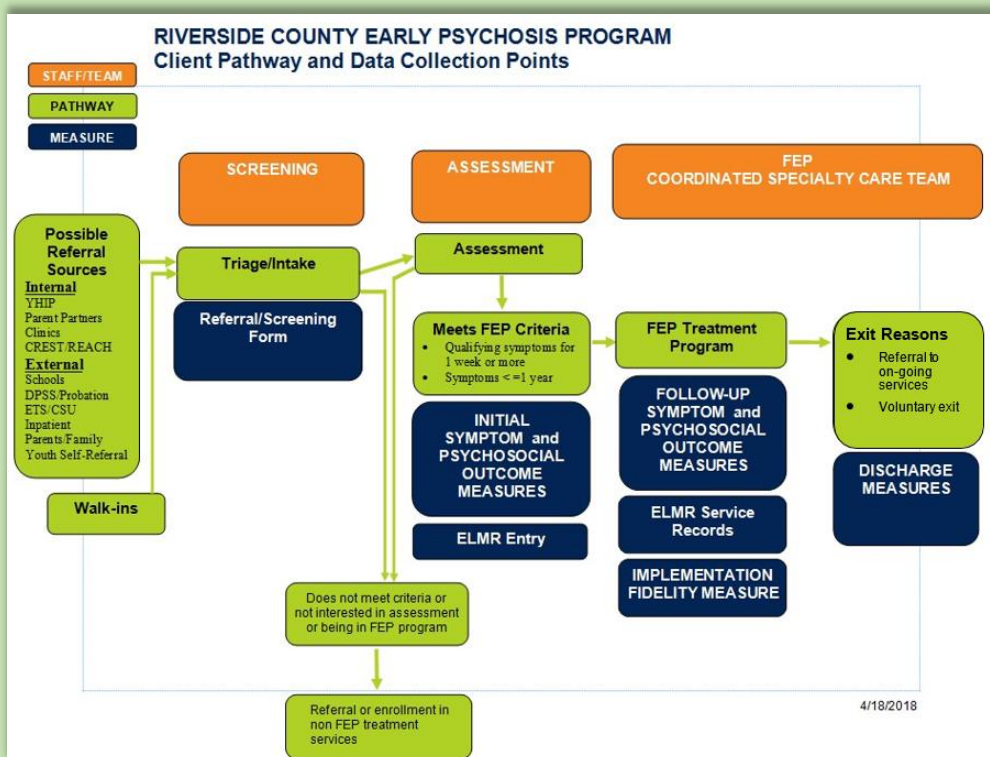 RIVERSIDE COUNTY EARLY PSYCHOSIS PROGRAM
Client Pathway and Data Collection Points
STAFF/TEAM
PATHWAY
MEASURE
SCREENING
ASSESSMENT
FEP
COORDINATED SPECIALTY CARE TEAM
Possible
Referral
Sources
Internal
YHIP
Parent Partners
Clinics
CREST/REACH
External
Schools
DPSS/Probation
ETS/CSU
Inpatient
Parents/Family
Youth Self-Referral
Walk-ins
Triage/Intake
Referral/Screening
Form
Assessment
Meets FEP Criteria
• Qualifying symptoms for
1 week or more
• Symptoms < =1 year
INITIAL
SYMPTOM and
PSYCHOSOCIAL
OUTCOME
MEASURES
ELMR Entry
FEP Treatment
Program
FOLLOW-UP
SYMPTOM and
PSYCHOSOCIAL
OUTCOME
MEASURES
ELMR Service
Records
IMPLEMENTATION
FIDELITY MEASURE
Exit Reasons
• Referral to
on-going
services
• Voluntary exit
DISCHARGE
MEASURES
Does not meet criteria or
not interested in assessment
or being in FEP program
Referral or enrollment in
non FEP treatment
services
4/18/2018